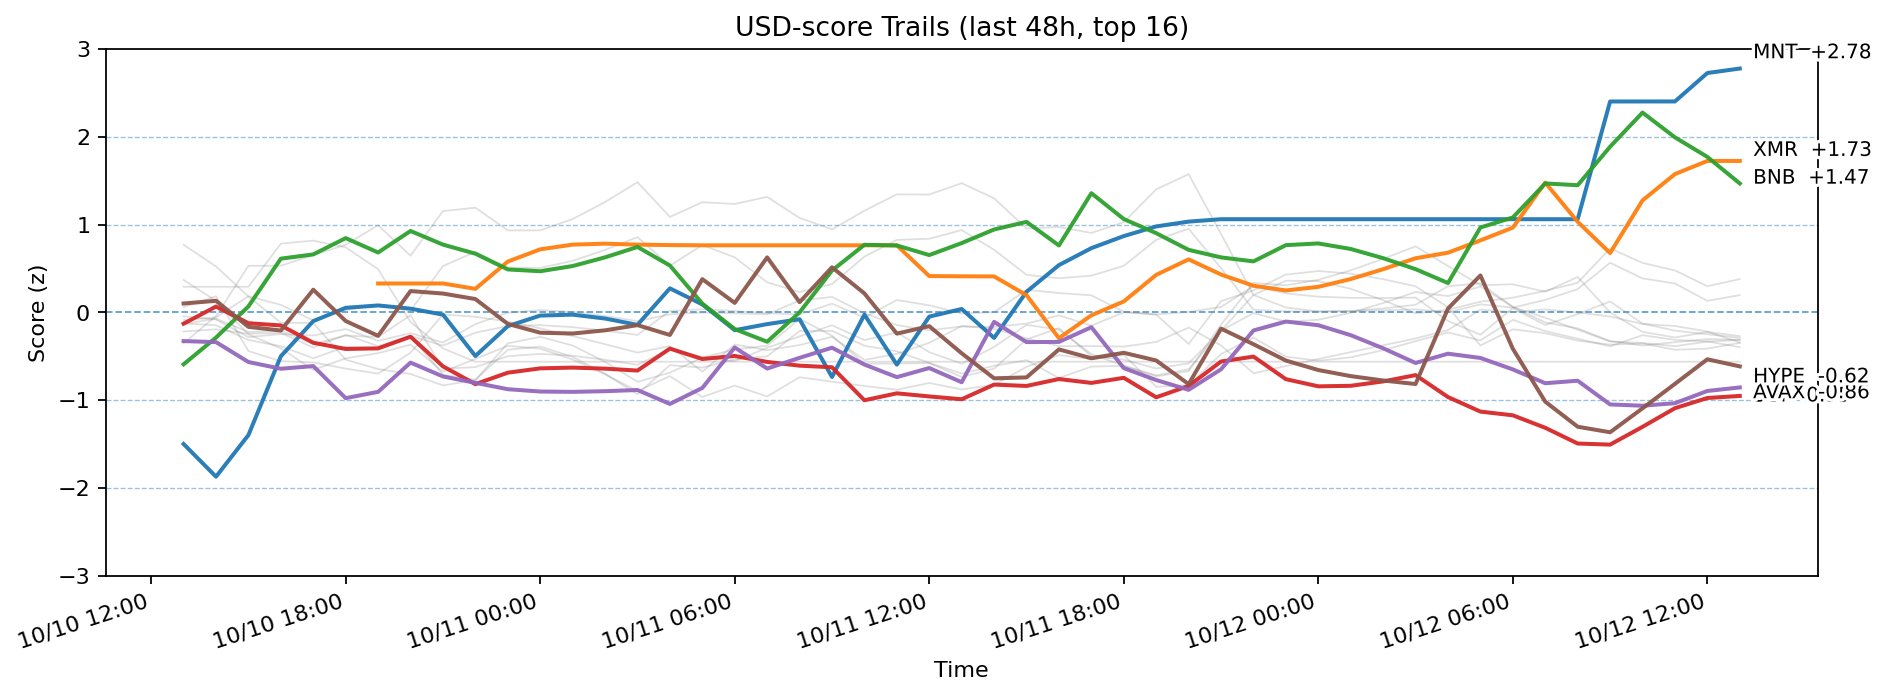 USD-score Trails (last 48h, top 16)
Score (z)
3
2
1
0
−1
−2
−3
MNT +2.78
XMR +1.73
BNB +1.47
HYPE -0.62
AVAX -0.86
10/10 12:00
10/10 18:00
10/11 00:00
10/11 06:00
10/11 12:00
10/11 18:00
10/12 00:00
10/12 06:00
10/12 12:00
Time